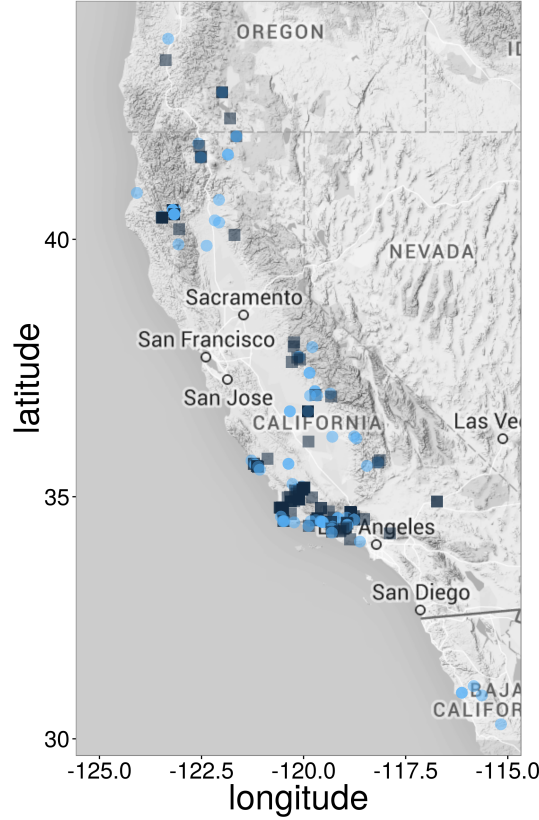 OREGON
40
NEVADA
Sacramento
San Francisco
San Jose
CALIFORNIA
Las Ve
35
Angeles
San Diego
BAJA
CALIFOR
30
-125.0 -122.5 -120.0 -117.5 -115.0
longitude
latitude